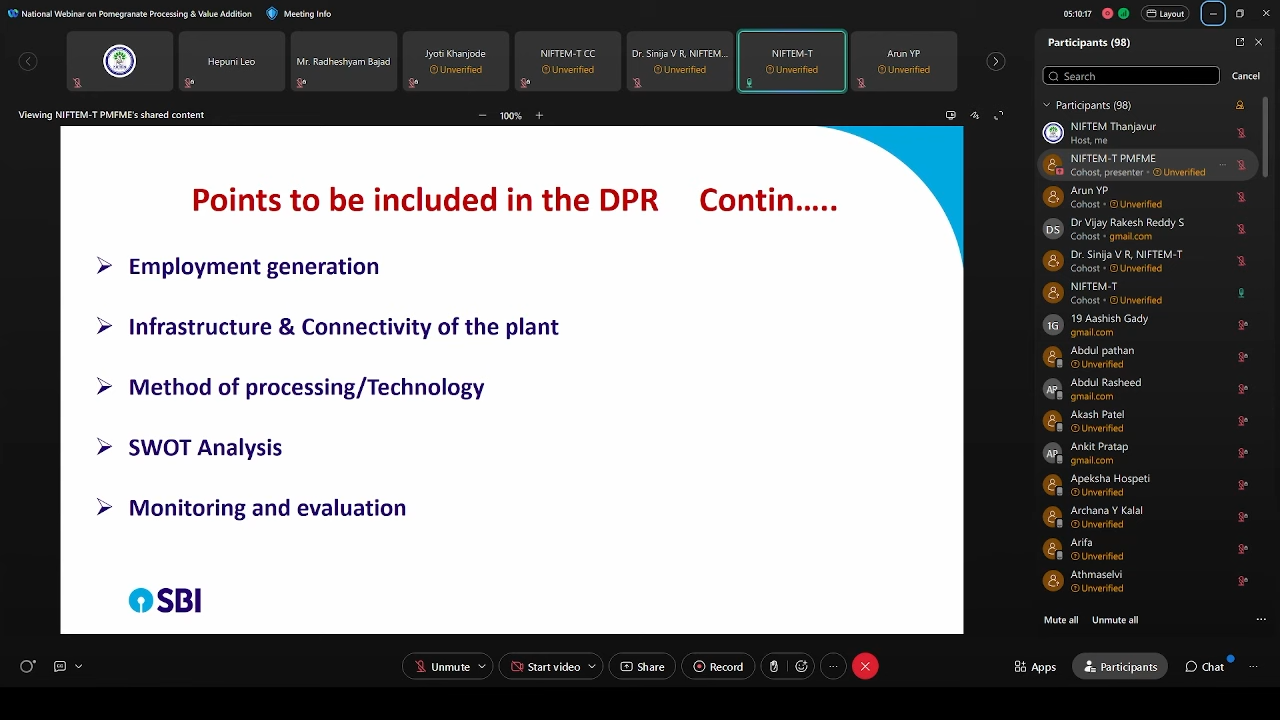 National Webinar on Pomegranate Processing & Value Addition
Meeting Info
05:10:17
Layout
Hepuni Leo
Mr. Radheshyam Bajad
Jyoti Khanjode
Unverified
NIFTEM-T CC
Unverified
Dr. Sinija V R, NIFTEM...
Unverified
NIFTEM-T
Unverified
Arun YP
Unverified
Viewing NIFTEM-T PMFME's shared content
100%
Points to be included in the DPR Contin.....
Employment generation
Infrastructure & Connectivity of the plant
Method of processing/Technology
SWOT Analysis
Monitoring and evaluation
SBI
Participants (98)
Search
Cancel
Participants (98)
NIFTEM Thanjavur
Host, me
NIFTEM-T PMFME
Cohost, presenter • Unverified
Arun YP
Cohost • Unverified
DS
Dr Vijay Rakesh Reddy S
Cohost • gmail.com
Dr. Sinija V R, NIFTEM-T
Cohost • Unverified
NIFTEM-T
Cohost • Unverified
1G
19 Aashish Gady
gmail.com
Abdul pathan
Unverified
AR
Abdul Rasheed
gmail.com
Akash Patel
Unverified
AP
Ankit Pratap
gmail.com
Apeksha Hospeti
Unverified
Archana Y Kalal
Unverified
Arifa
Unverified
Athmaselvi
Unverified
Mute all
Unmute all
Unmute
Start video
Share
Record
Apps
Participants
Chat